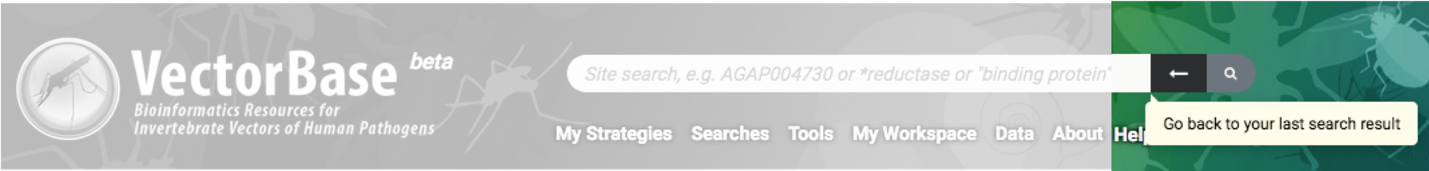 VectorBase beta
Bioinformatics Resources for
Invertebrate Vectors of Human Pathogens
Site search, e.g. AGAP004730 or *reductase or "binding protein"
My Strategies Searches Tools My Workspace Data About Help
Go back to your last search result